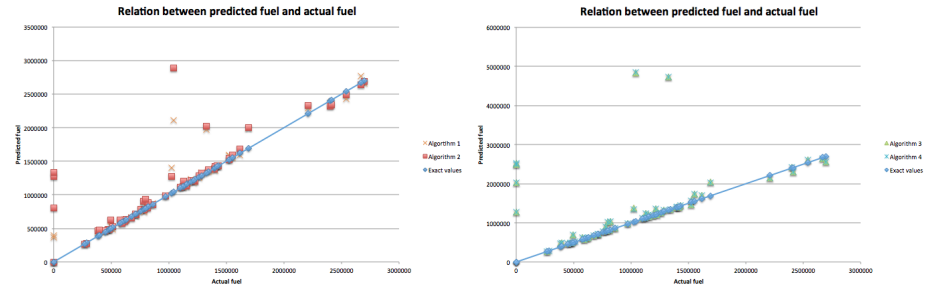 Relation between predicted fuel and actual fuel
3500000
3000000
2500000
2000000
1500000
1000000
500000
0
0 500000 1000000 1500000 2000000 2500000 3000000
Predicted fuel
Actual fuel
Algorithm 1
Algorithm 2
Exact values
Relation between predicted fuel and actual fuel
6000000
5000000
4000000
3000000
2000000
1000000
0
0 500000 1000000 1500000 2000000 2500000 3000000
Predicted fuel
Actual fuel
Algorithm 3
Algorithm 4
Exact values